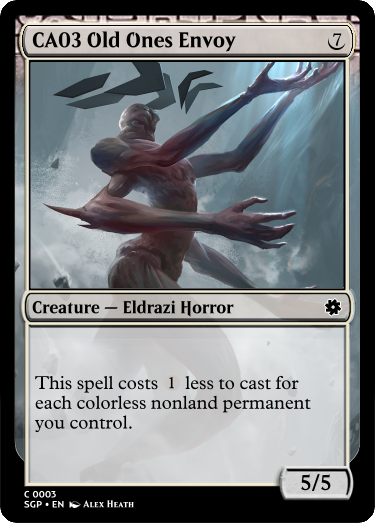 CA03 Old Ones Envoy 7
Creature — Eldrazi Horror
This spell costs 1 less to cast for
each colorless nonland permanent
you control.
5/5
C 0003
SGP • EN Alex Heath